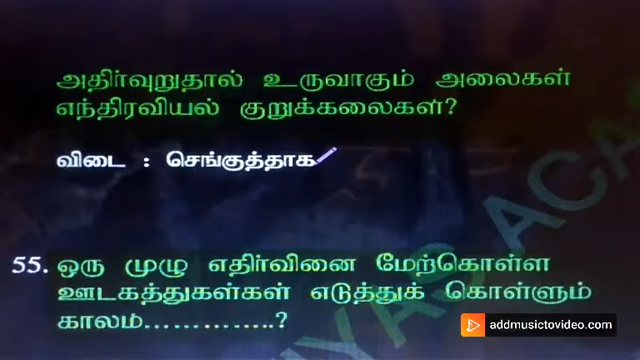 அதிர்வுறுதால் உருவாகும் அலைகள்
எந்திரவியல் குறுக்கலைகள்?
விடை : செங்குத்தாக
55. ஒரு முழு எதிர்வினை மேற்கொள்ள
ஊடகத்துகள்கள் எடுத்துக் கொள்ளும்
காலம்..............?
addmusictovideo.com